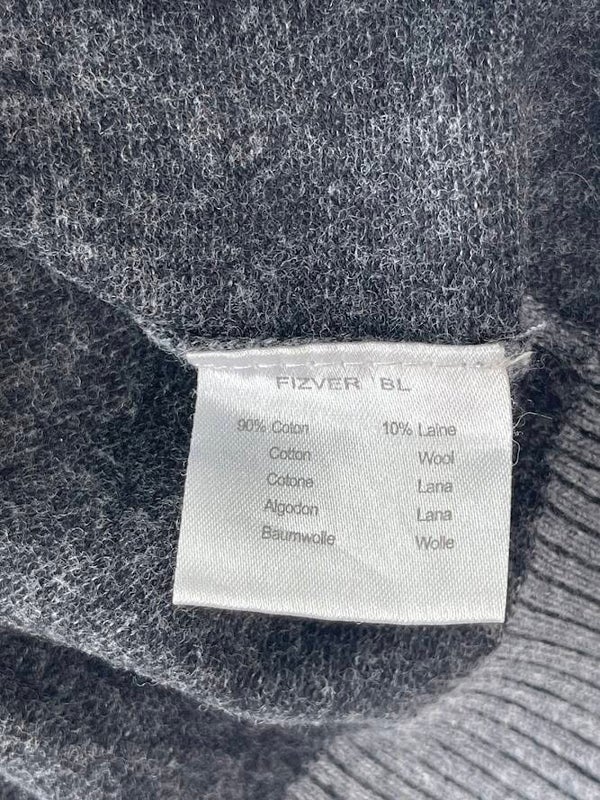 FIZVER BL
90% Coton 10% Laine
Cotton Wool
Cotone Lana
Algodon Lana
Baumwolle Wolle